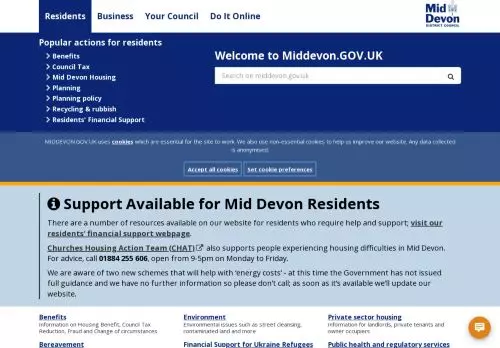 Residents Business Your Council Do It Online
Mid
Devon
DISTRICT COUNCIL
Popular actions for residents
Benefits
Council Tax
Mid Devon Housing
Planning
Planning policy
Recycling & rubbish
Residents' Financial Support
Welcome to Middevon.GOV.UK
Search on middevon.gov.uk
MIDDEVON.GOV.UK uses cookies which are essential for the site to work. We also use non-essential cookies to help us improve our website. Any data collected
is anonymised.
Accept all cookies Set cookie preferences
Support Available for Mid Devon Residents
There are a number of resources available on our website for residents who require help and support; visit our
residents' financial support webpage.
Churches Housing Action Team (CHAT) also supports people experiencing housing difficulties in Mid Devon.
For advice, call 01884 255 606, open from 9-5pm on Monday to Friday.
We are aware of two new schemes that will help with 'energy costs' - at this time the Government has not issued
full guidance and we have no further information so please don't call; as soon as it's available we'll update our
website.
Benefits
Information on Housing Benefit, Council Tax
Reduction, Fraud and Change of circumstances
Environment
Environmental issues such as street cleansing,
contaminated land and more
Private sector housing
Information for landlords, private tenants and
owner occupiers
Bereavement
Financial Support for Ukraine Refugees
Public health and regulatory services